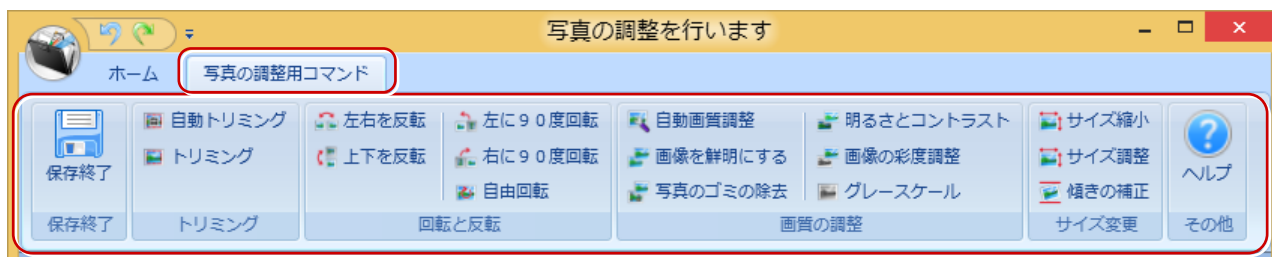 写真の調整を行います
ホーム 写真の調整用コマンド
自動トリミング 左右を反転 左に90度回転 自動画質調整 明るさとコントラスト サイズ縮小
トリミング 上下を反転 右に90度回転 画像を鮮明にする 画像の彩度調整 サイズ調整
保存終了 自由回転 写真のゴミの除去 グレースケール 傾きの補正 ヘルプ
保存終了 トリミング 回転と反転 画質の調整 サイズ変更 その他